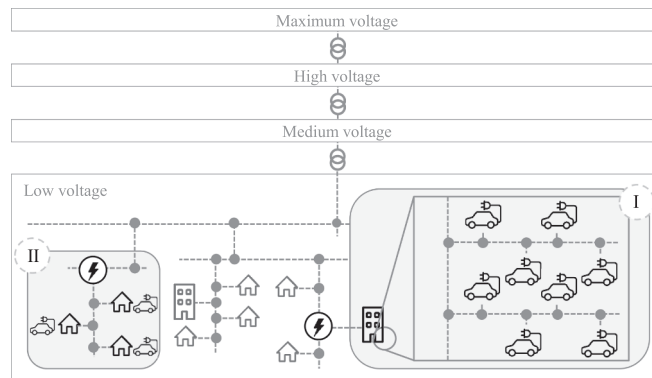 Maximum voltage
High voltage
Medium voltage
Low voltage
I
II